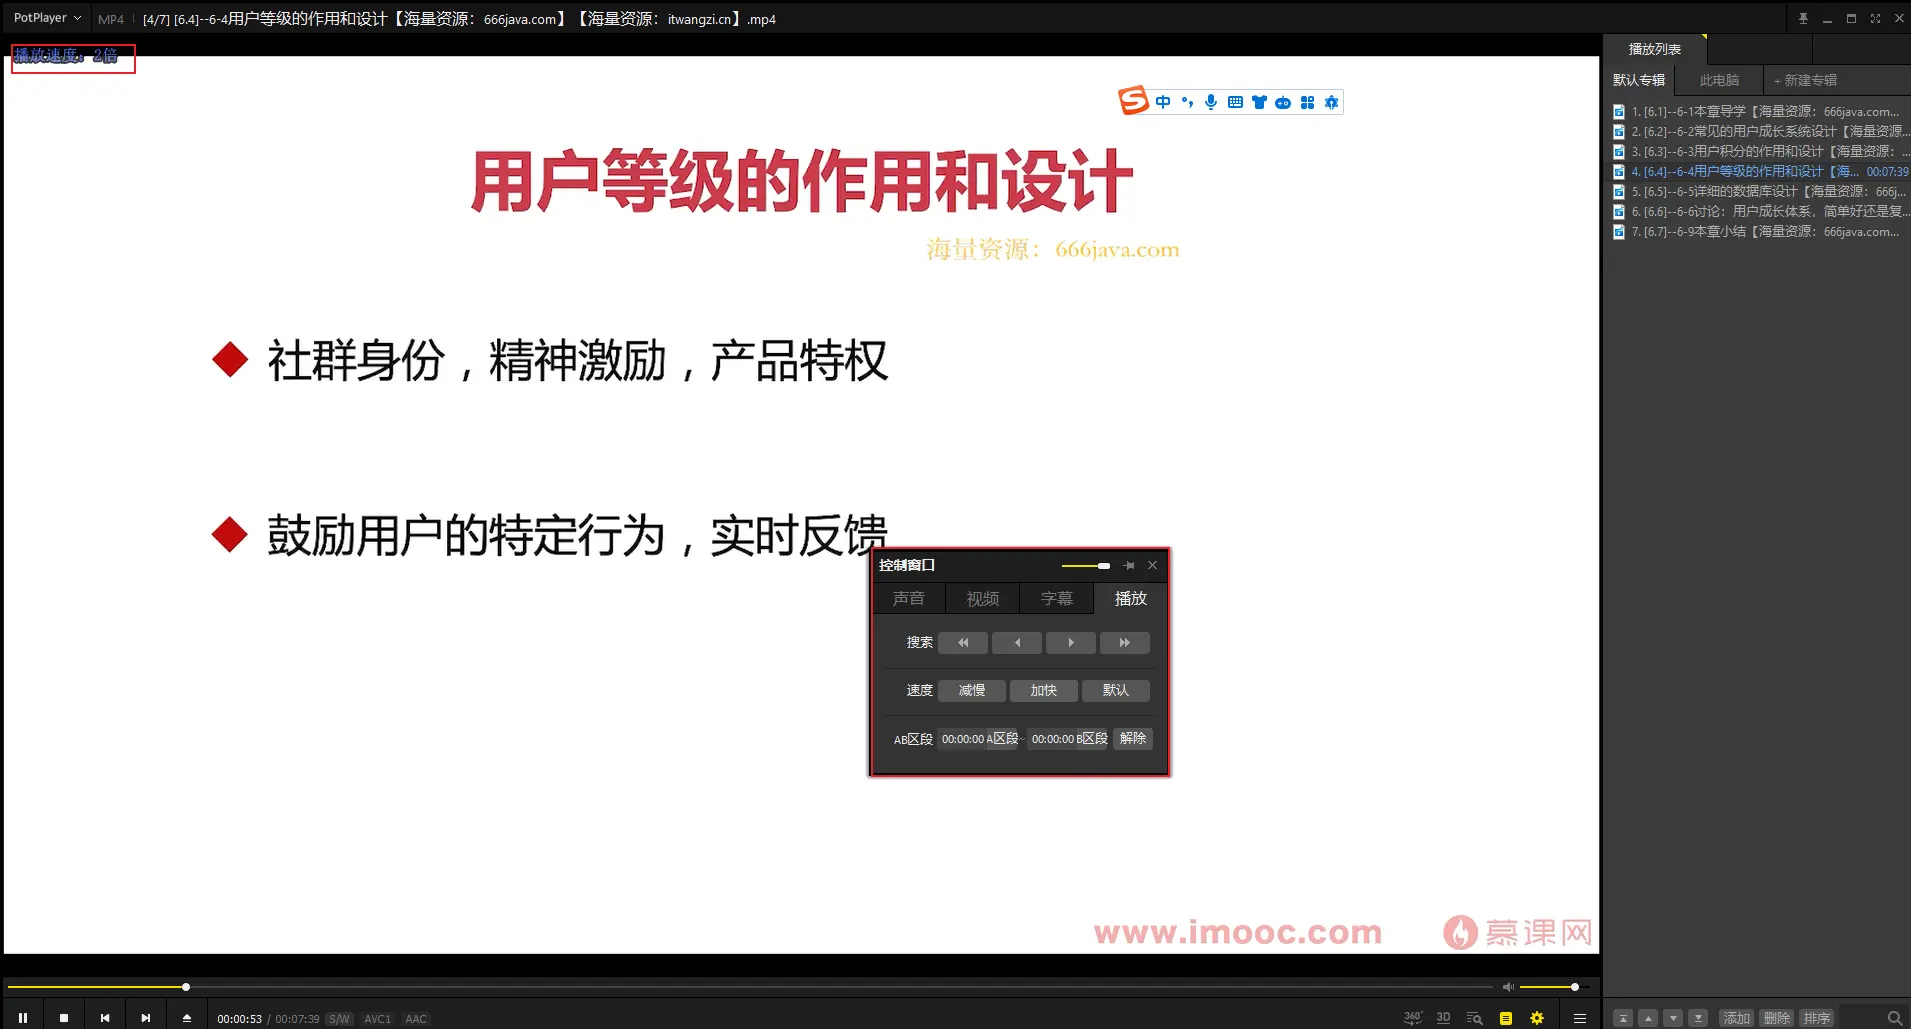 PotPlayer MP4 [4/7] [6.4]--6-4用户等级的作用和设计【海量资源：666java.com】【海量资源：itwangzi.cn】.mp4
播放速度：2倍
中
用户等级的作用和设计
海量资源：666java.com
社群身份，精神激励，产品特权
鼓励用户的特定行为，实时反馈
控制窗口
声音 视频 字幕 播放
搜索
速度 减慢 加快 默认
AB区段 00:00:00 A区段 ~ 00:00:00 B区段 解除
www.imooc.com 慕课网
00:00:53 / 00:07:39 S/W AVC1 AAC
360° 3D
播放列表
默认专辑 此电脑 + 新建专辑
1. [6.1]--6-1本章导学【海量资源：666java.com...
2. [6.2]--6-2常见的用户成长系统设计【海量资源...
3. [6.3]--6-3用户积分的作用和设计【海量资源：...
4. [6.4]--6-4用户等级的作用和设计【海... 00:07:39
5. [6.5]--6-5详细的数据库设计【海量资源：666j...
6. [6.6]--6-6讨论：用户成长体系，简单好还是复...
7. [6.7]--6-9本章小结【海量资源：666java.com...
添加 删除 排序